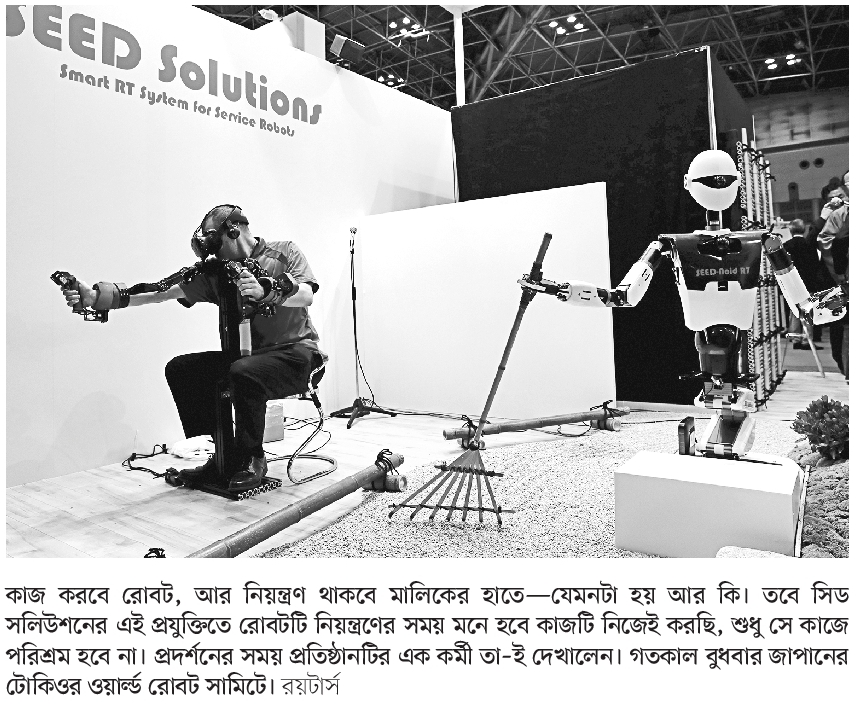 SEED Solutions
Smart RT System for Service Robots
SEED-Noid RT
কাজ করবে রোবট, আর নিয়ন্ত্রণ থাকবে মালিকের হাতে—যেমনটা হয় আর কি। তবে সিড
সলিউশনের এই প্রযুক্তিতে রোবটটি নিয়ন্ত্রণের সময় মনে হবে কাজটি নিজেই করছি, শুধু সে কাজে
পরিশ্রম হবে না। প্রদর্শনের সময় প্রতিষ্ঠানটির এক কর্মী তা-ই দেখালেন। গতকাল বুধবার জাপানের
টোকিওর ওয়ার্ল্ড রোবট সামিটে। রয়টার্স